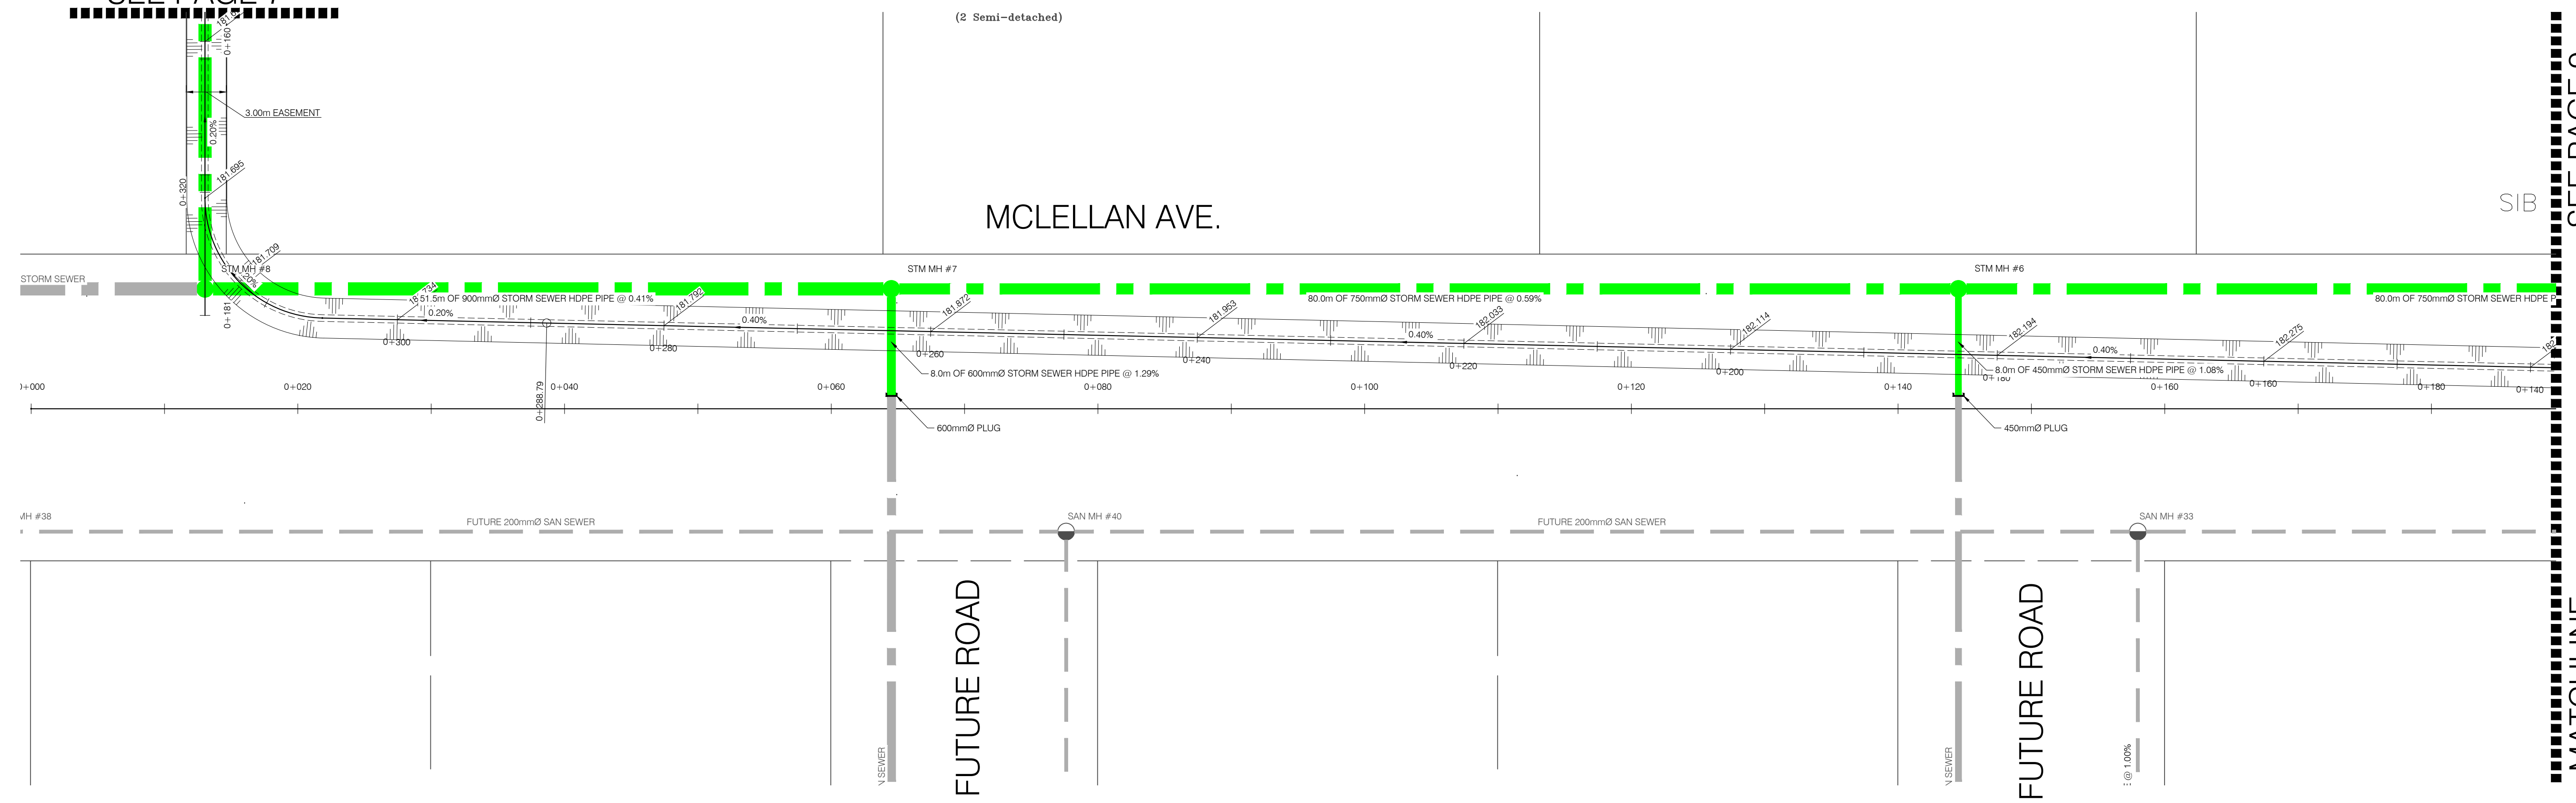 (2 Semi-detached)
0+160
3.00m EASEMENT
0.20%
181.695
0+320
MCLELLAN AVE.
SIB
181.709
STM MH #8
STM MH #7
STM MH #6
STORM SEWER
51.5m OF 900mmØ STORM SEWER HDPE PIPE @ 0.41%
80.0m OF 750mmØ STORM SEWER HDPE PIPE @ 0.59%
80.0m OF 750mmØ STORM SEWER HDPE P
0+181
0.20%
181.792
0.40%
181.872
181.953
0.40%
182.033
182.114
182.194
0.40%
182.275
0+300
0+280
0+260
0+240
0+220
0+200
0+180
0+160
0+140
8.0m OF 600mmØ STORM SEWER HDPE PIPE @ 1.29%
8.0m OF 450mmØ STORM SEWER HDPE PIPE @ 1.08%
0+000
0+020
0+040
0+060
0+080
0+100
0+120
0+140
0+160
0+180
0+288.79
600mmØ PLUG
450mmØ PLUG
MH #38
FUTURE 200mmØ SAN SEWER
SAN MH #40
FUTURE 200mmØ SAN SEWER
SAN MH #33
FUTURE ROAD
FUTURE ROAD
N SEWER
N SEWER
@ 1.00%